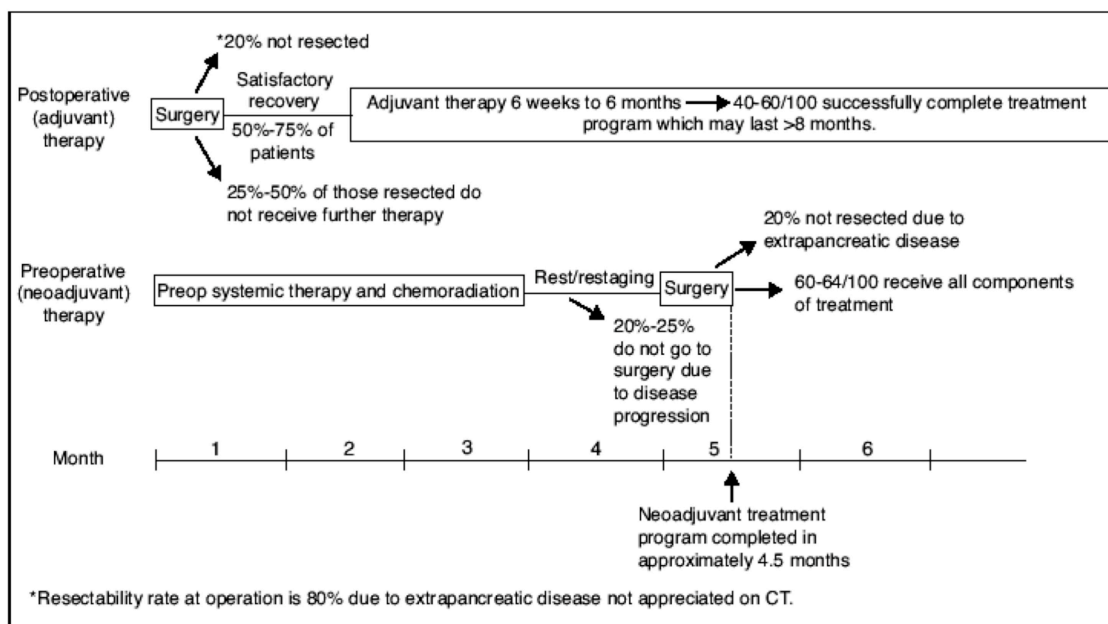 *20% not resected
Postoperative
(adjuvant)
therapy
Surgery
Satisfactory
recovery
50%-75% of
patients
Adjuvant therapy 6 weeks to 6 months 40-60/100 successfully complete treatment
program which may last >8 months.
25%-50% of those resected do
not receive further therapy
20% not resected due to
extrapancreatic disease
Preoperative
(neoadjuvant)
therapy
Preop systemic therapy and chemoradiation
Rest/restaging
Surgery
60-64/100 receive all components
of treatment
20%-25%
do not go to
surgery due
to disease
progression
Month
1 2 3 4 5 6
Neoadjuvant treatment
program completed in
approximately 4.5 months
*Resectability rate at operation is 80% due to extrapancreatic disease not appreciated on CT.